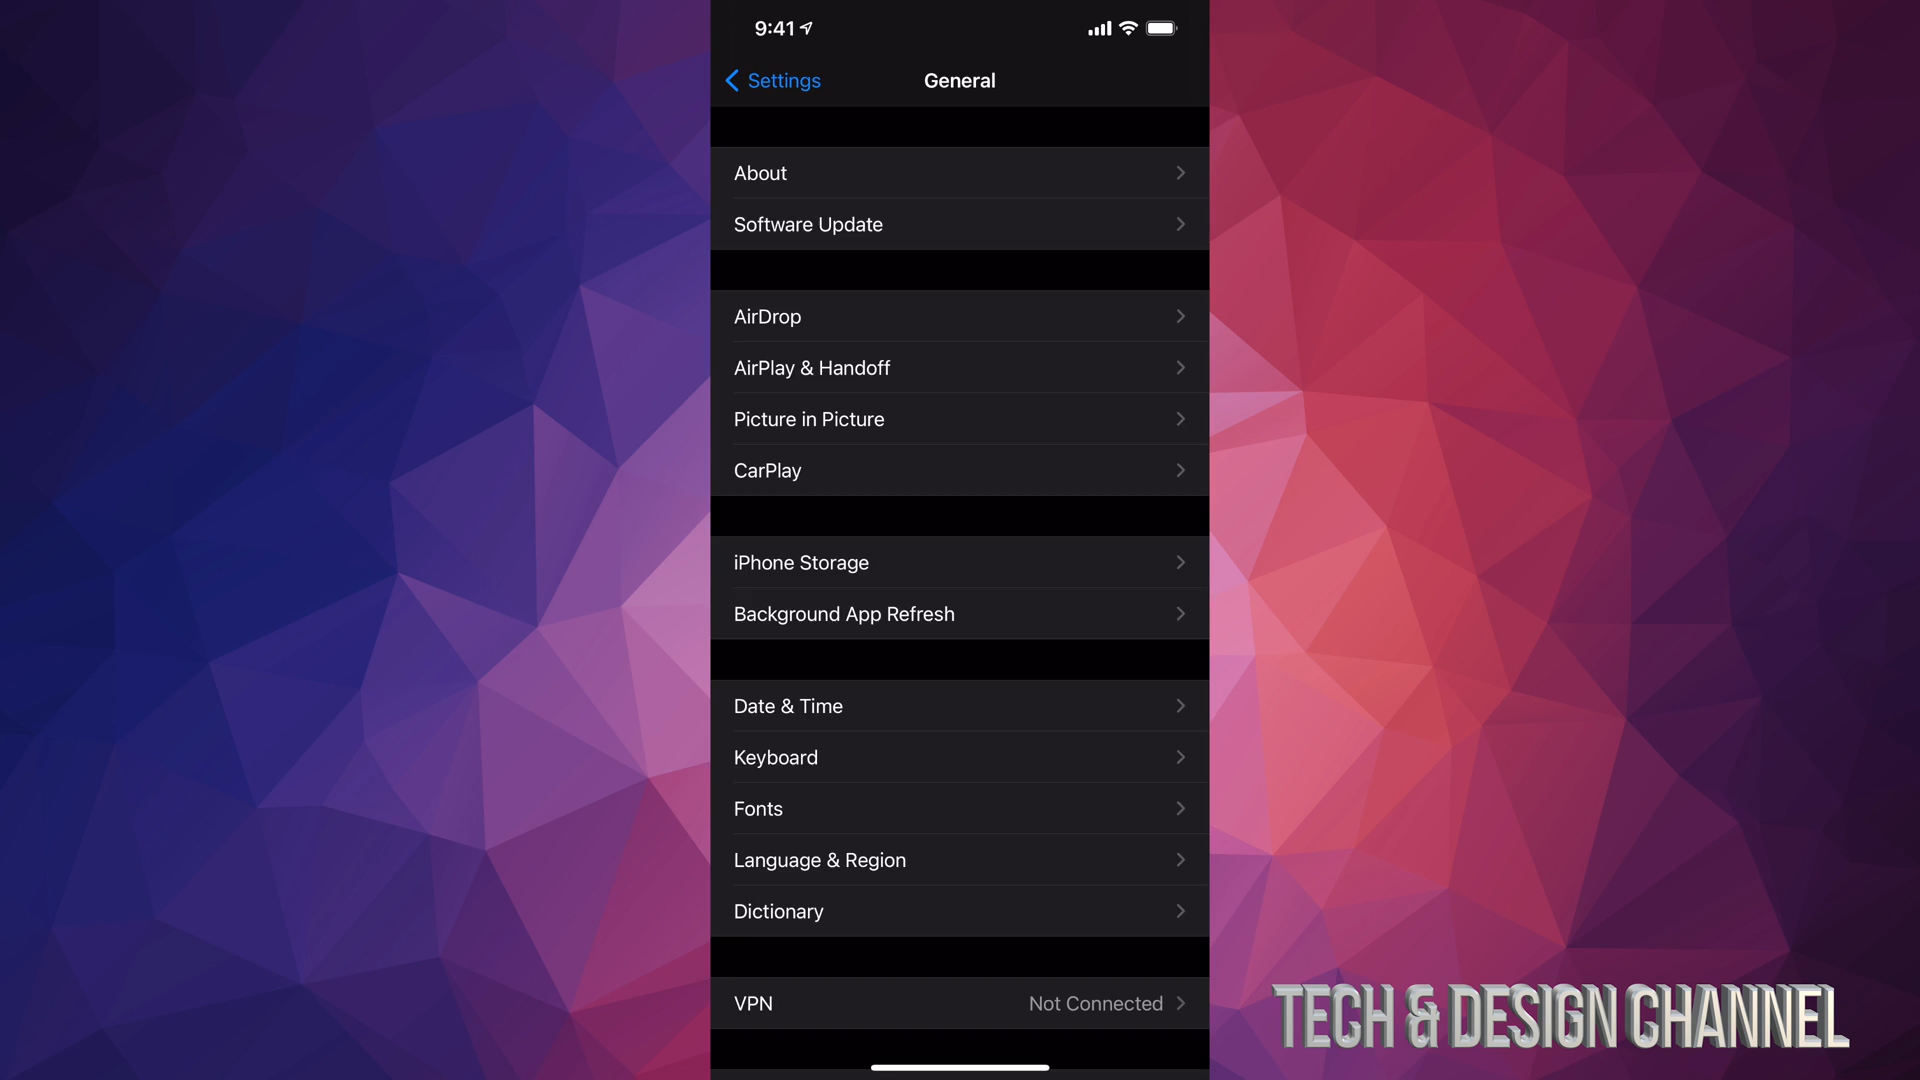 9:41
Settings
General
About
Software Update
AirDrop
AirPlay & Handoff
Picture in Picture
CarPlay
iPhone Storage
Background App Refresh
Date & Time
Keyboard
Fonts
Language & Region
Dictionary
VPN Not Connected
TECH & DESIGN CHANNEL